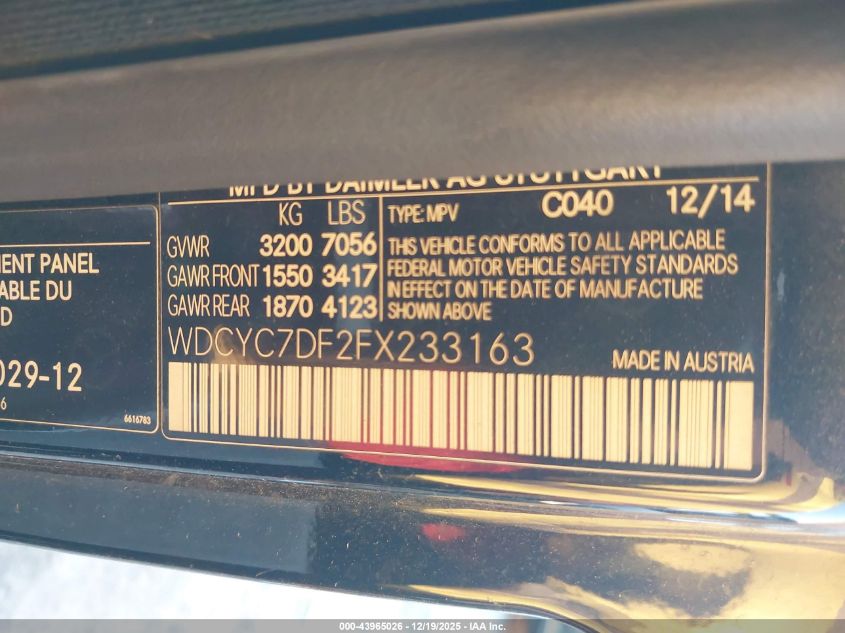 MFD BY DAIMLER AG STUTTGART
KG LBS TYPE: MPV C040 12/14
GVWR 3200 7056
GAWR FRONT 1550 3417
GAWR REAR 1870 4123
THIS VEHICLE CONFORMS TO ALL APPLICABLE
FEDERAL MOTOR VEHICLE SAFETY STANDARDS
IN EFFECT ON THE DATE OF MANUFACTURE
SHOWN ABOVE
WDCYC7DF2FX233163
MADE IN AUSTRIA
MENT PANEL
ABLE DU
D
029-12
6
6616783
000-43965026 - 12/19/2025 - IAA Inc.